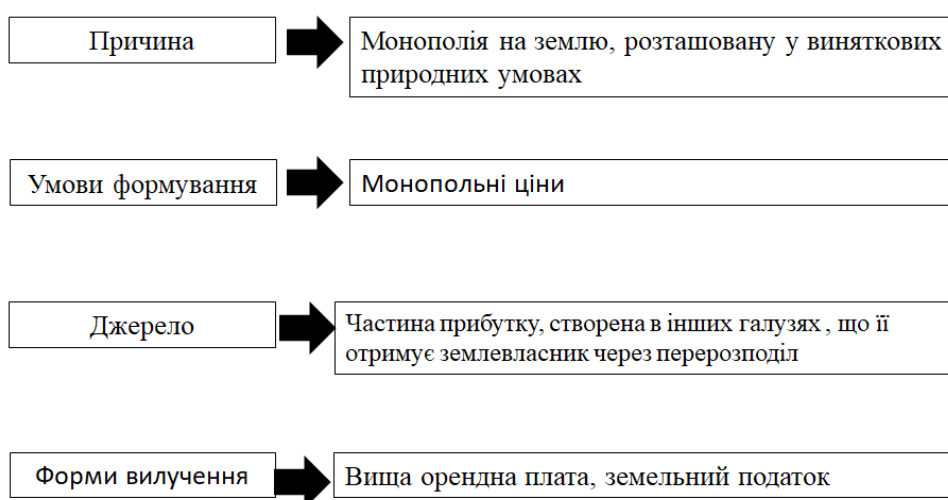 Причина
Монополія на землю, розташовану у виняткових
природних умовах
Умови формування
Монопольні ціни
Джерело
Частина прибутку, створена в інших галузях , що її
отримує землевласник через перерозподіл
Форми вилучення
Вища орендна плата, земельний податок